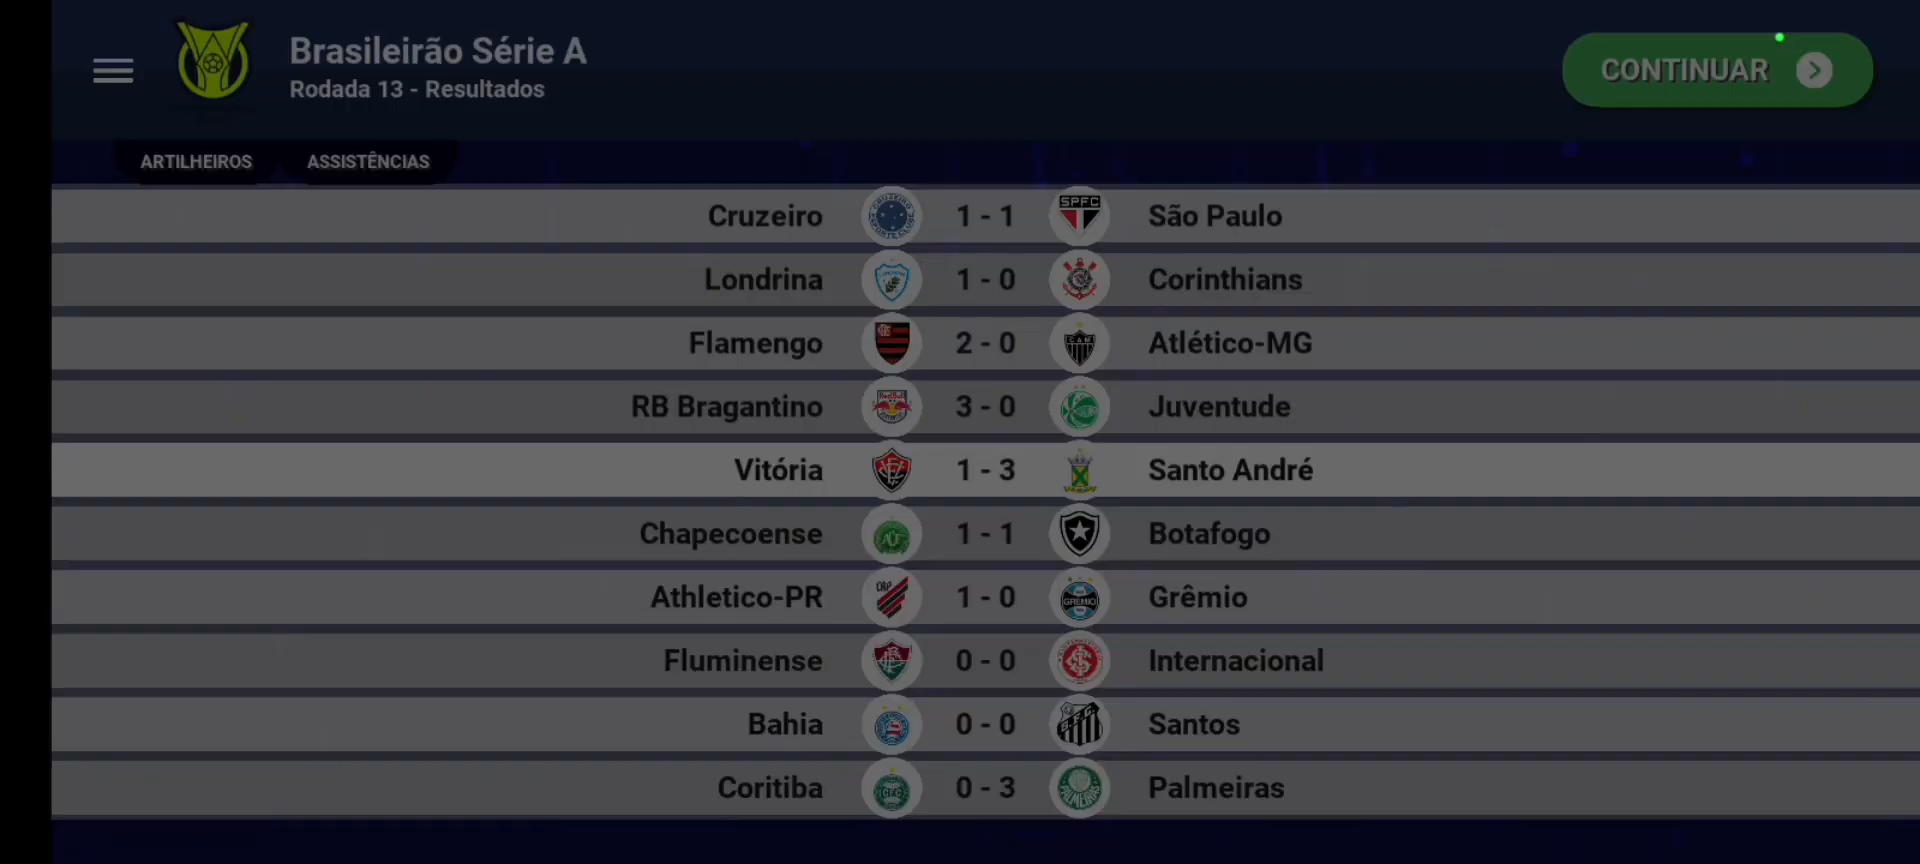 Brasileirão Série A
Rodada 13 - Resultados
CONTINUAR
ARTILHEIROS ASSISTÊNCIAS
Cruzeiro 1 - 1 São Paulo
Londrina 1 - 0 Corinthians
Flamengo 2 - 0 Atlético-MG
RB Bragantino 3 - 0 Juventude
Vitória 1 - 3 Santo André
Chapecoense 1 - 1 Botafogo
Athletico-PR 1 - 0 Grêmio
Fluminense 0 - 0 Internacional
Bahia 0 - 0 Santos
Coritiba 0 - 3 Palmeiras